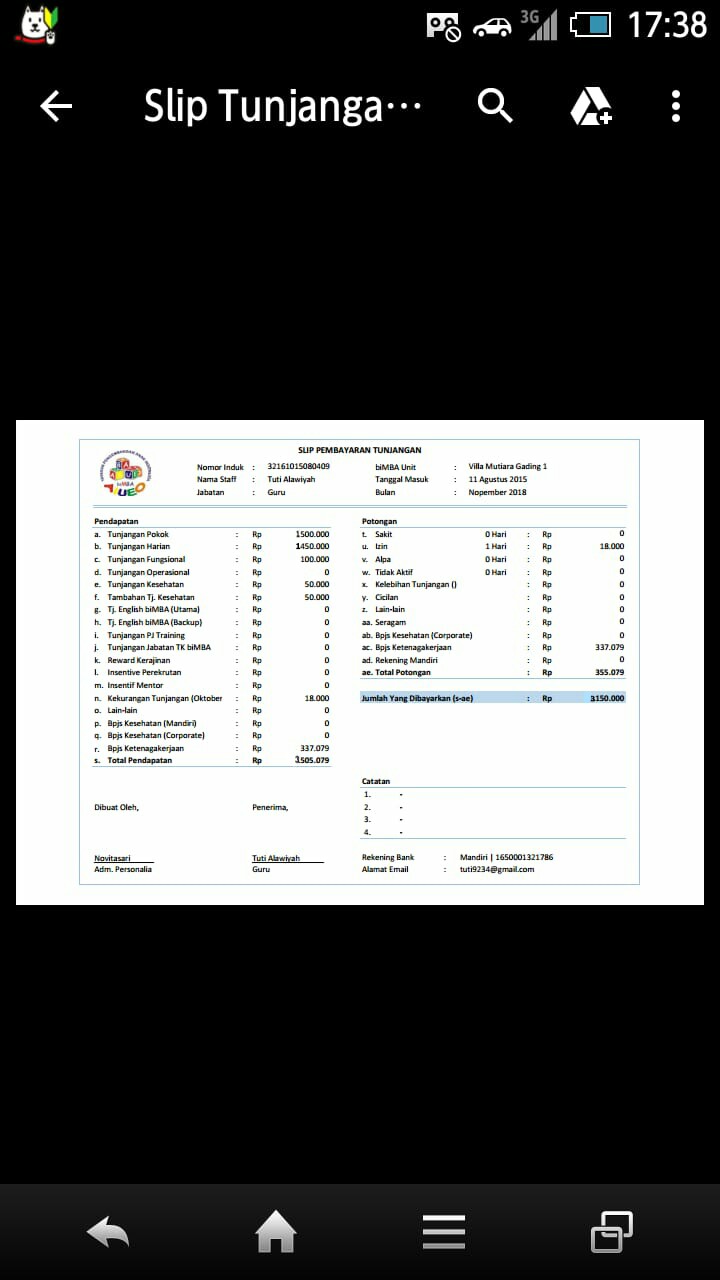 3G 17:38
Slip Tunjanga...
SLIP PEMBAYARAN TUNJANGAN
Nomor Induk : 32161015080409 biMBA Unit : Villa Mutiara Gading 1
Nama Staff : Tuti Alawiyah Tanggal Masuk : 11 Agustus 2015
Jabatan : Guru Bulan : Nopember 2018
biMBA
AIUEO
Pendapatan
a. Tunjangan Pokok : Rp 1500.000
b. Tunjangan Harian : Rp 1450.000
c. Tunjangan Fungsional : Rp 100.000
d. Tunjangan Operasional : Rp 0
e. Tunjangan Kesehatan : Rp 50.000
f. Tambahan Tj. Kesehatan : Rp 50.000
g. Tj. English biMBA (Utama) : Rp 0
h. Tj. English biMBA (Backup) : Rp 0
i. Tunjangan PJ Training : Rp 0
j. Tunjangan Jabatan TK biMBA : Rp 0
k. Reward Kerajinan : Rp 0
l. Insentive Perekrutan : Rp 0
m. Insentif Mentor : Rp 0
n. Kekurangan Tunjangan (Oktober : Rp 18.000
o. Lain-lain : Rp 0
p. Bpjs Kesehatan (Mandiri) : Rp 0
q. Bpjs Kesehatan (Corporate) : Rp 0
r. Bpjs Ketenagakerjaan : Rp 337.079
s. Total Pendapatan : Rp 3505.079
Potongan
t. Sakit 0 Hari : Rp 0
u. Izin 1 Hari : Rp 18.000
v. Alpa 0 Hari : Rp 0
w. Tidak Aktif 0 Hari : Rp 0
x. Kelebihan Tunjangan () : Rp 0
y. Cicilan : Rp 0
z. Lain-lain : Rp 0
aa. Seragam : Rp 0
ab. Bpjs Kesehatan (Corporate) : Rp 0
ac. Bpjs Ketenagakerjaan : Rp 337.079
ad. Rekening Mandiri : Rp 0
ae. Total Potongan : Rp 355.079
Jumlah Yang Dibayarkan (s-ae) : Rp 3150.000
Catatan
1. -
2. -
3. -
4. -
Dibuat Oleh, Penerima,
Novitasari Tuti Alawiyah
Adm. Personalia Guru
Rekening Bank : Mandiri | 1650001321786
Alamat Email : tuti9234@gmail.com